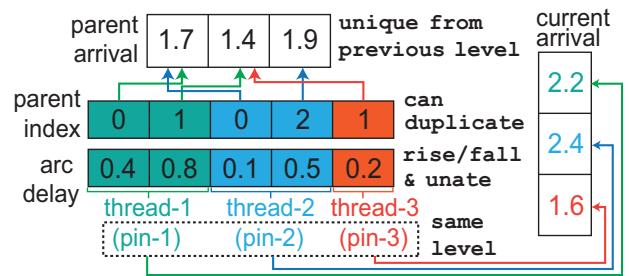 parent arrival
1.7 1.4 1.9
unique from previous level
current arrival
2.2
2.4
1.6
parent index
0 1 0 2 1
can duplicate
arc delay
0.4 0.8 0.1 0.5 0.2
rise/fall & unate
thread-1 thread-2 thread-3
(pin-1) (pin-2) (pin-3)
same level